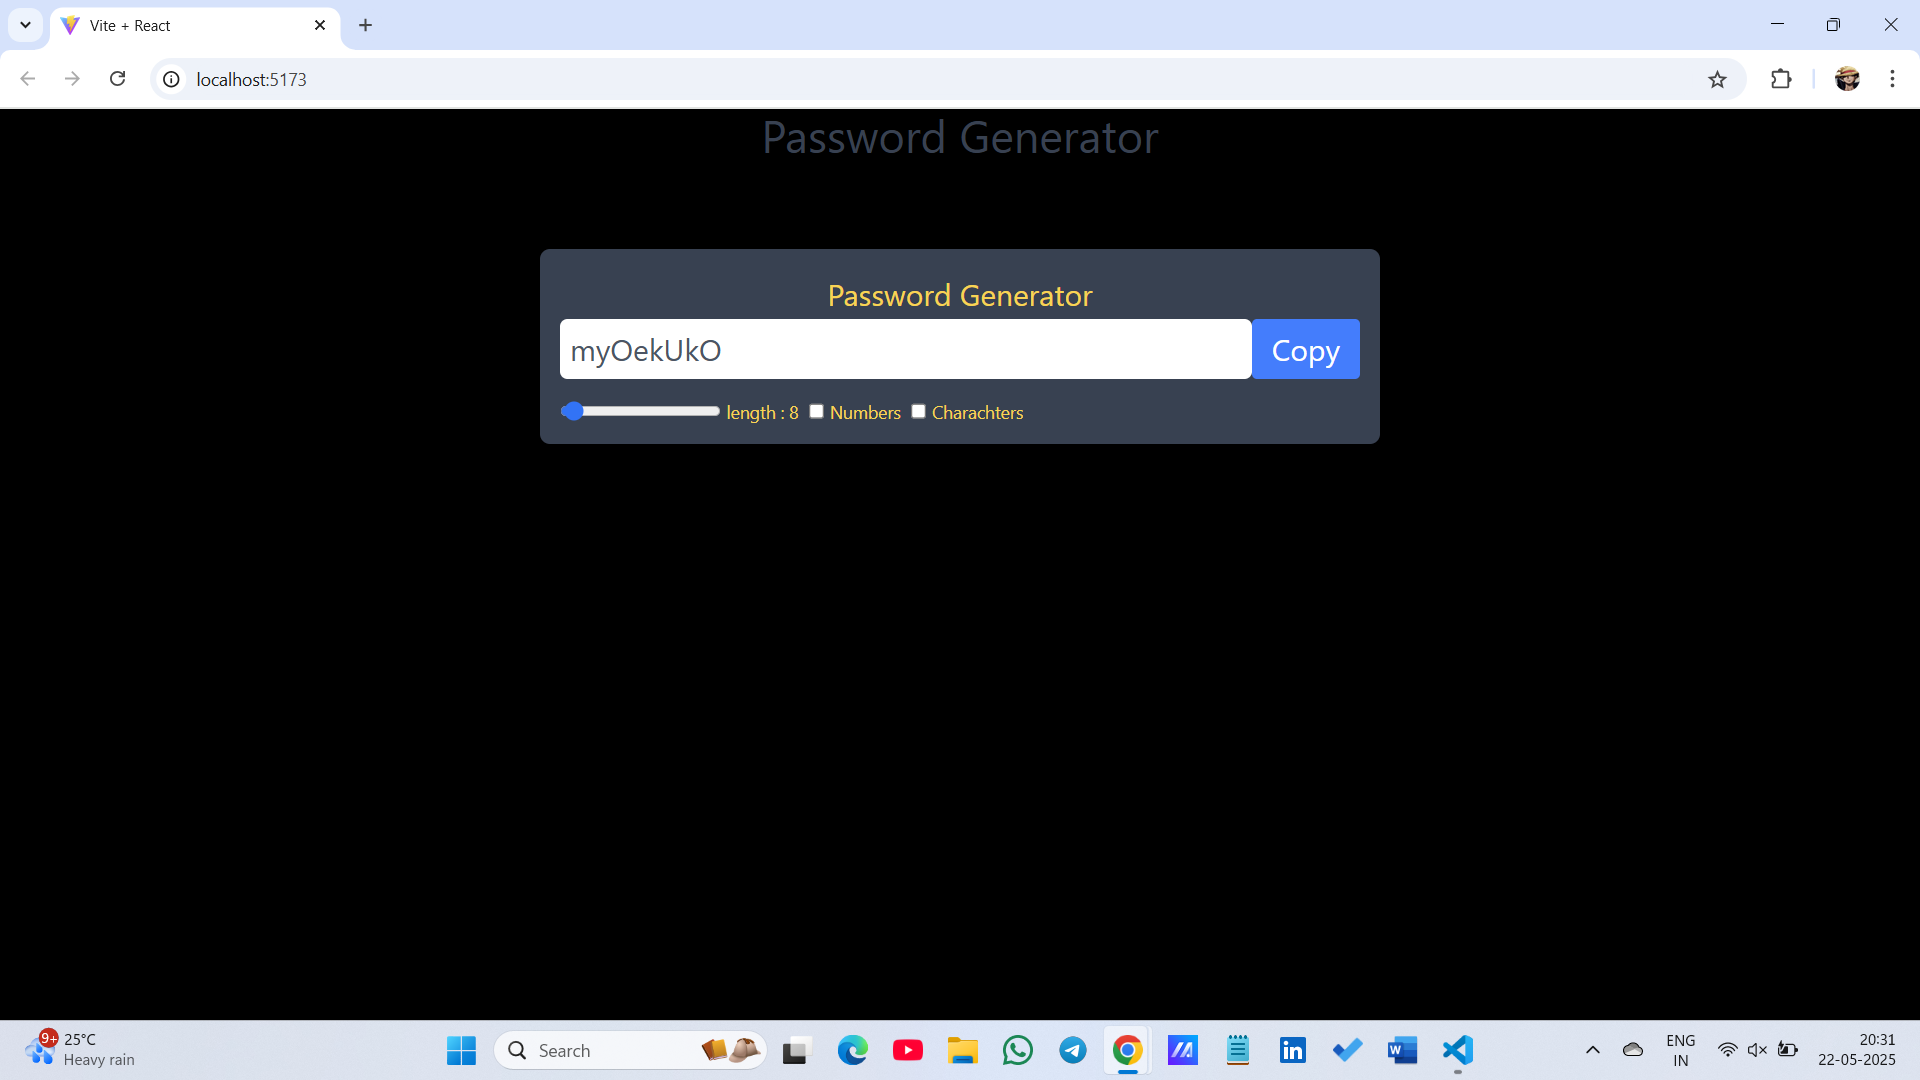 Vite + React
localhost:5173
Password Generator
Password Generator
myOekUkO
Copy
length : 8 Numbers Charachters
9+
25°C
Heavy rain
Search
in
W
ENG
IN
20:31
22-05-2025